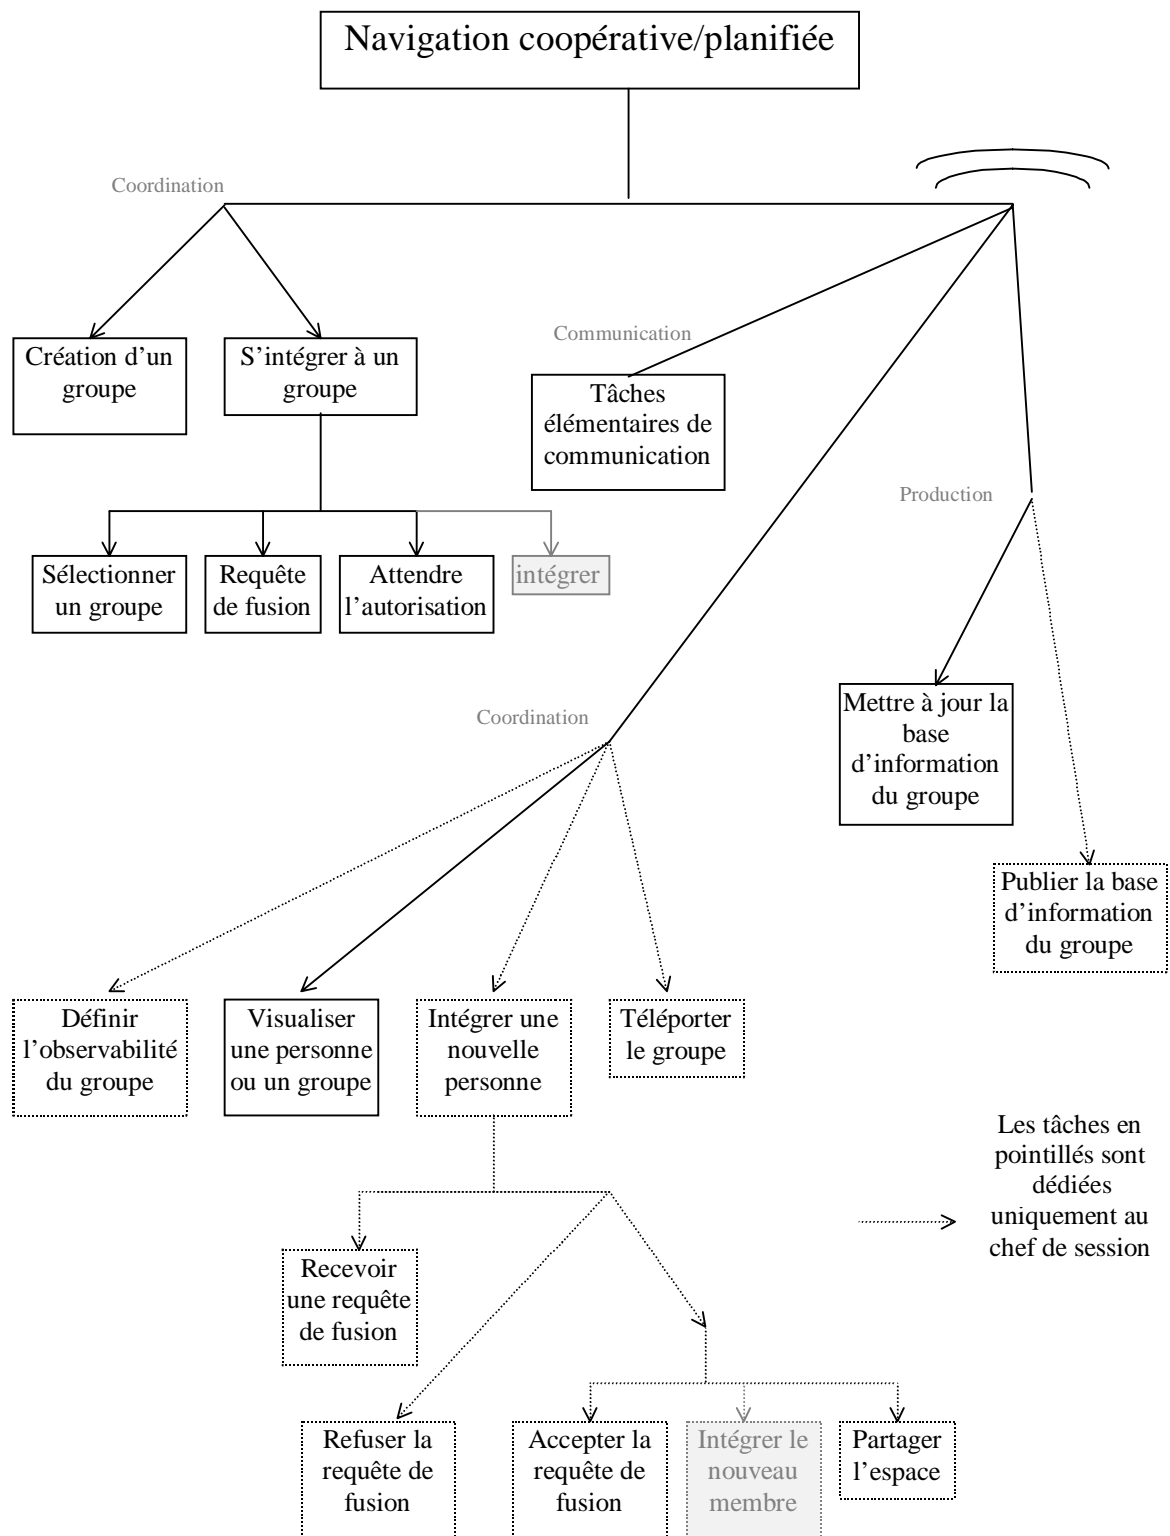 Navigation coopérative/planifiée
Coordination
Communication
Création d’un
groupe
S’intégrer à un
groupe
Tâches
élémentaires de
communication
Production
Sélectionner
un groupe
Requête
de fusion
Attendre
l’autorisation
intégrer
Coordination
Mettre à jour la
base
d’information
du groupe
Publier la base
d’information
du groupe
Définir
l’observabilité
du groupe
Visualiser
une personne
ou un groupe
Intégrer une
nouvelle
personne
Téléporter
le groupe
Les tâches en
pointillés sont
dédiées
uniquement au
chef de session
Recevoir
une requête
de fusion
Refuser la
requête de
fusion
Accepter la
requête de
fusion
Intégrer le
nouveau
membre
Partager
l’espace